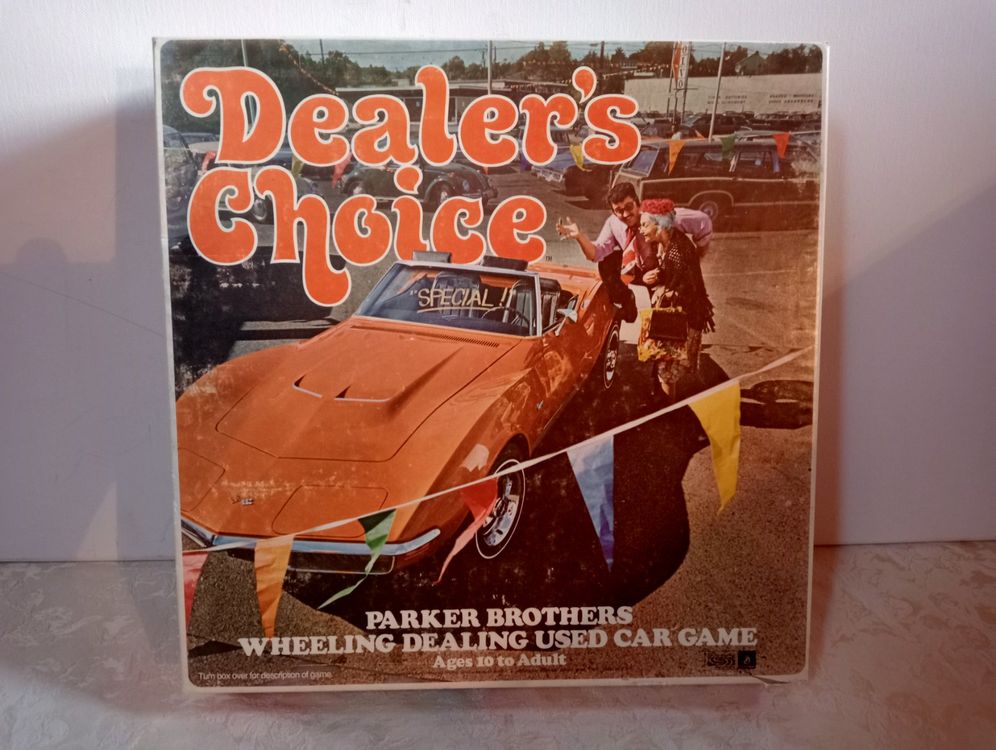 Dealer's
Choice
TM
"SPECIAL!!"
PARKER BROTHERS
WHEELING DEALING USED CAR GAME
Ages 10 to Adult
Turn box over for description of game.